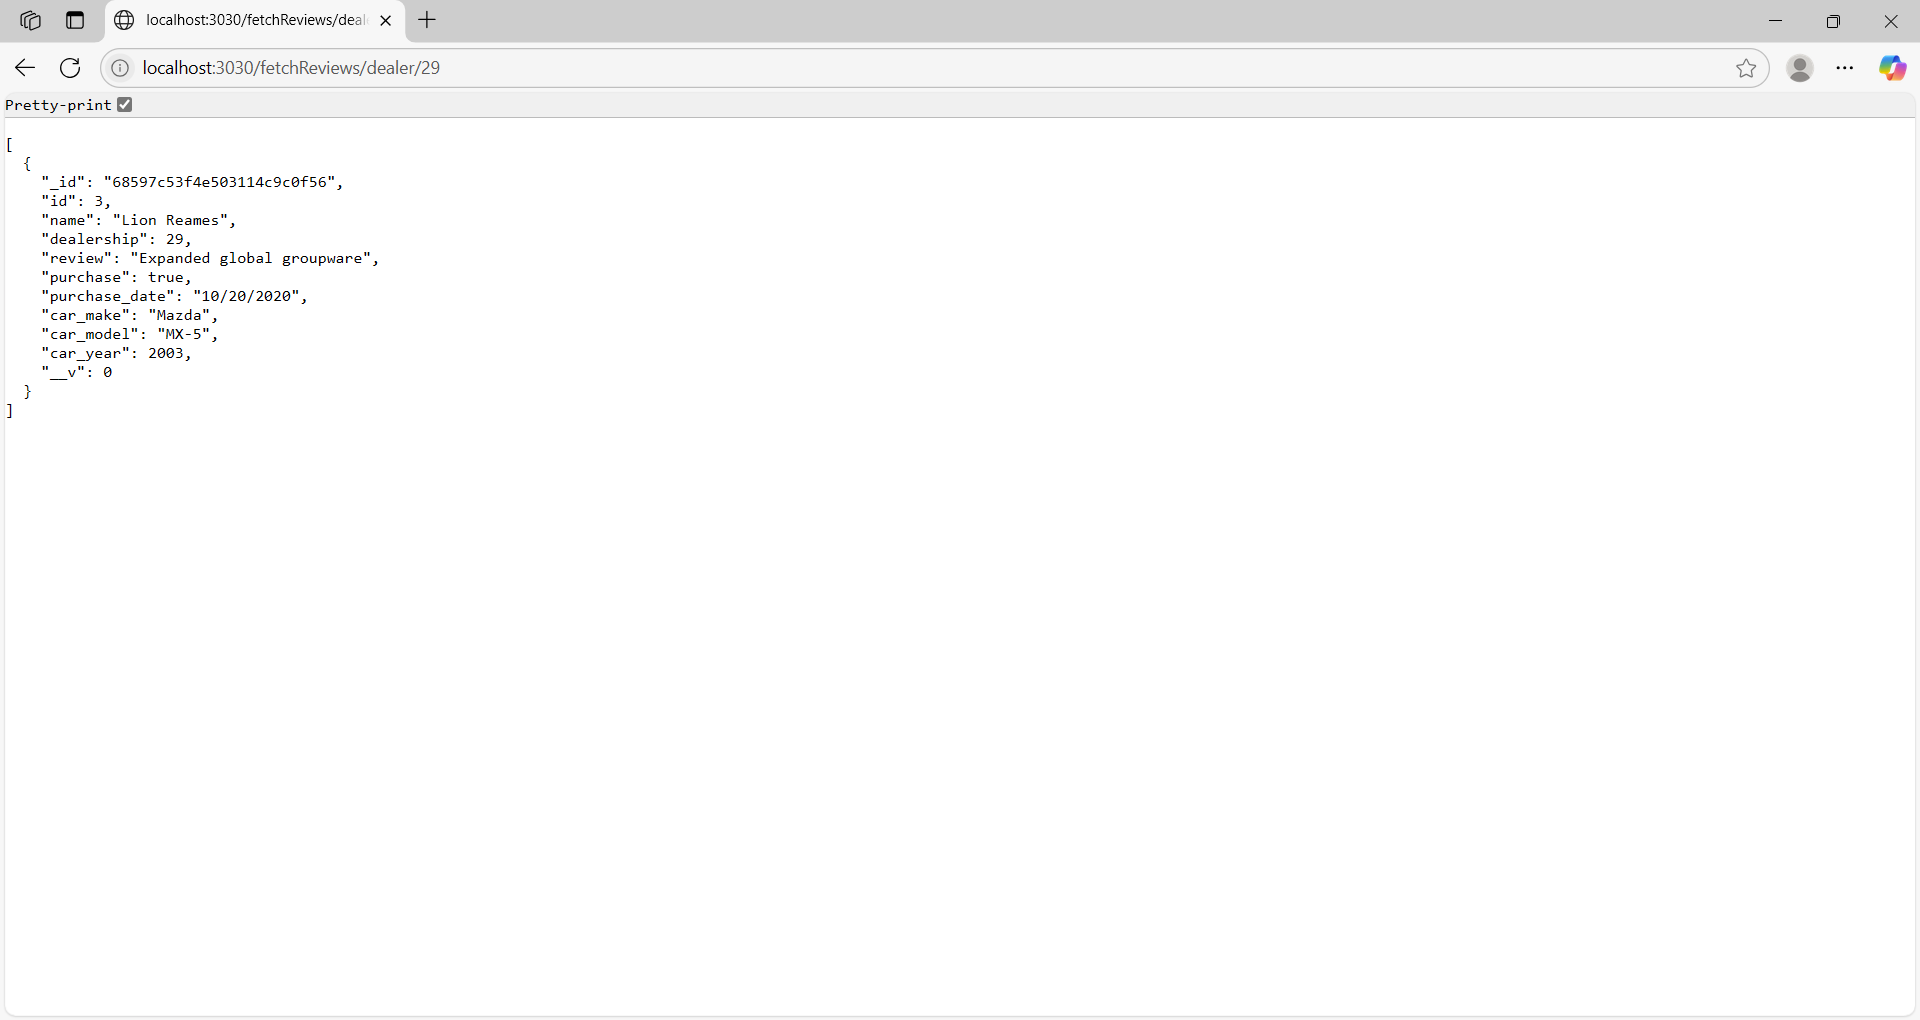 localhost:3030/fetchReviews/deal
localhost:3030/fetchReviews/dealer/29
Pretty-print
[
  {
    "_id": "68597c53f4e503114c9c0f56",
    "id": 3,
    "name": "Lion Reames",
    "dealership": 29,
    "review": "Expanded global groupware",
    "purchase": true,
    "purchase_date": "10/20/2020",
    "car_make": "Mazda",
    "car_model": "MX-5",
    "car_year": 2003,
    "__v": 0
  }
]